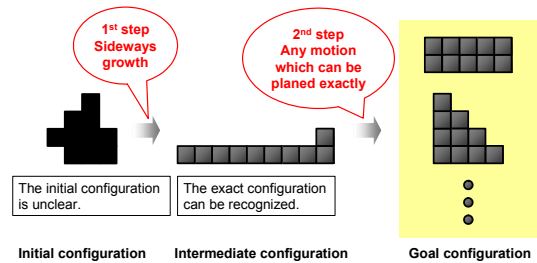 1st step
Sideways
growth
2nd step
Any motion
which can be
planed exactly
The initial configuration
is unclear.
The exact configuration
can be recognized.
Initial configuration
Intermediate configuration
Goal configuration